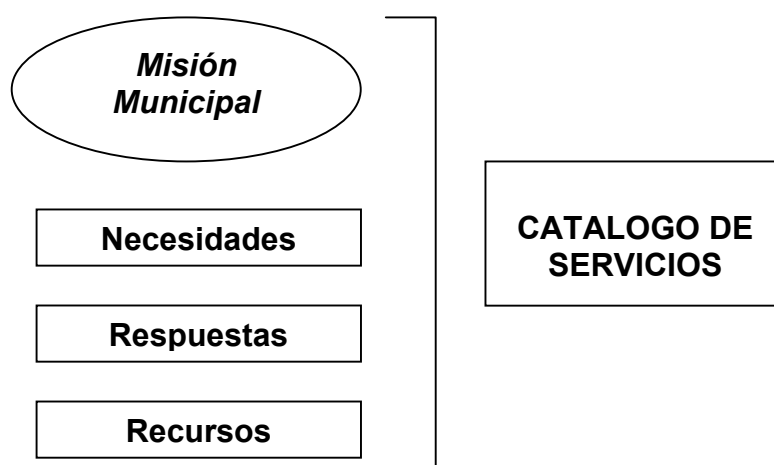 Misión
Municipal
Necesidades
CATALOGO DE
SERVICIOS
Respuestas
Recursos